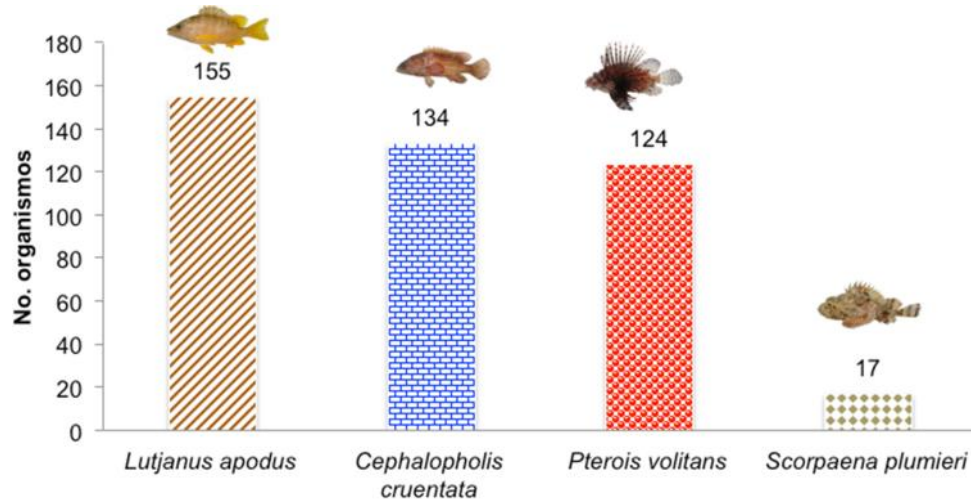 180
160
140
120
100
80
60
40
20
0
No. organismos
155
134
124
17
Lutjanus apodus
Cephalopholis
cruentata
Pterois volitans
Scorpaena plumieri